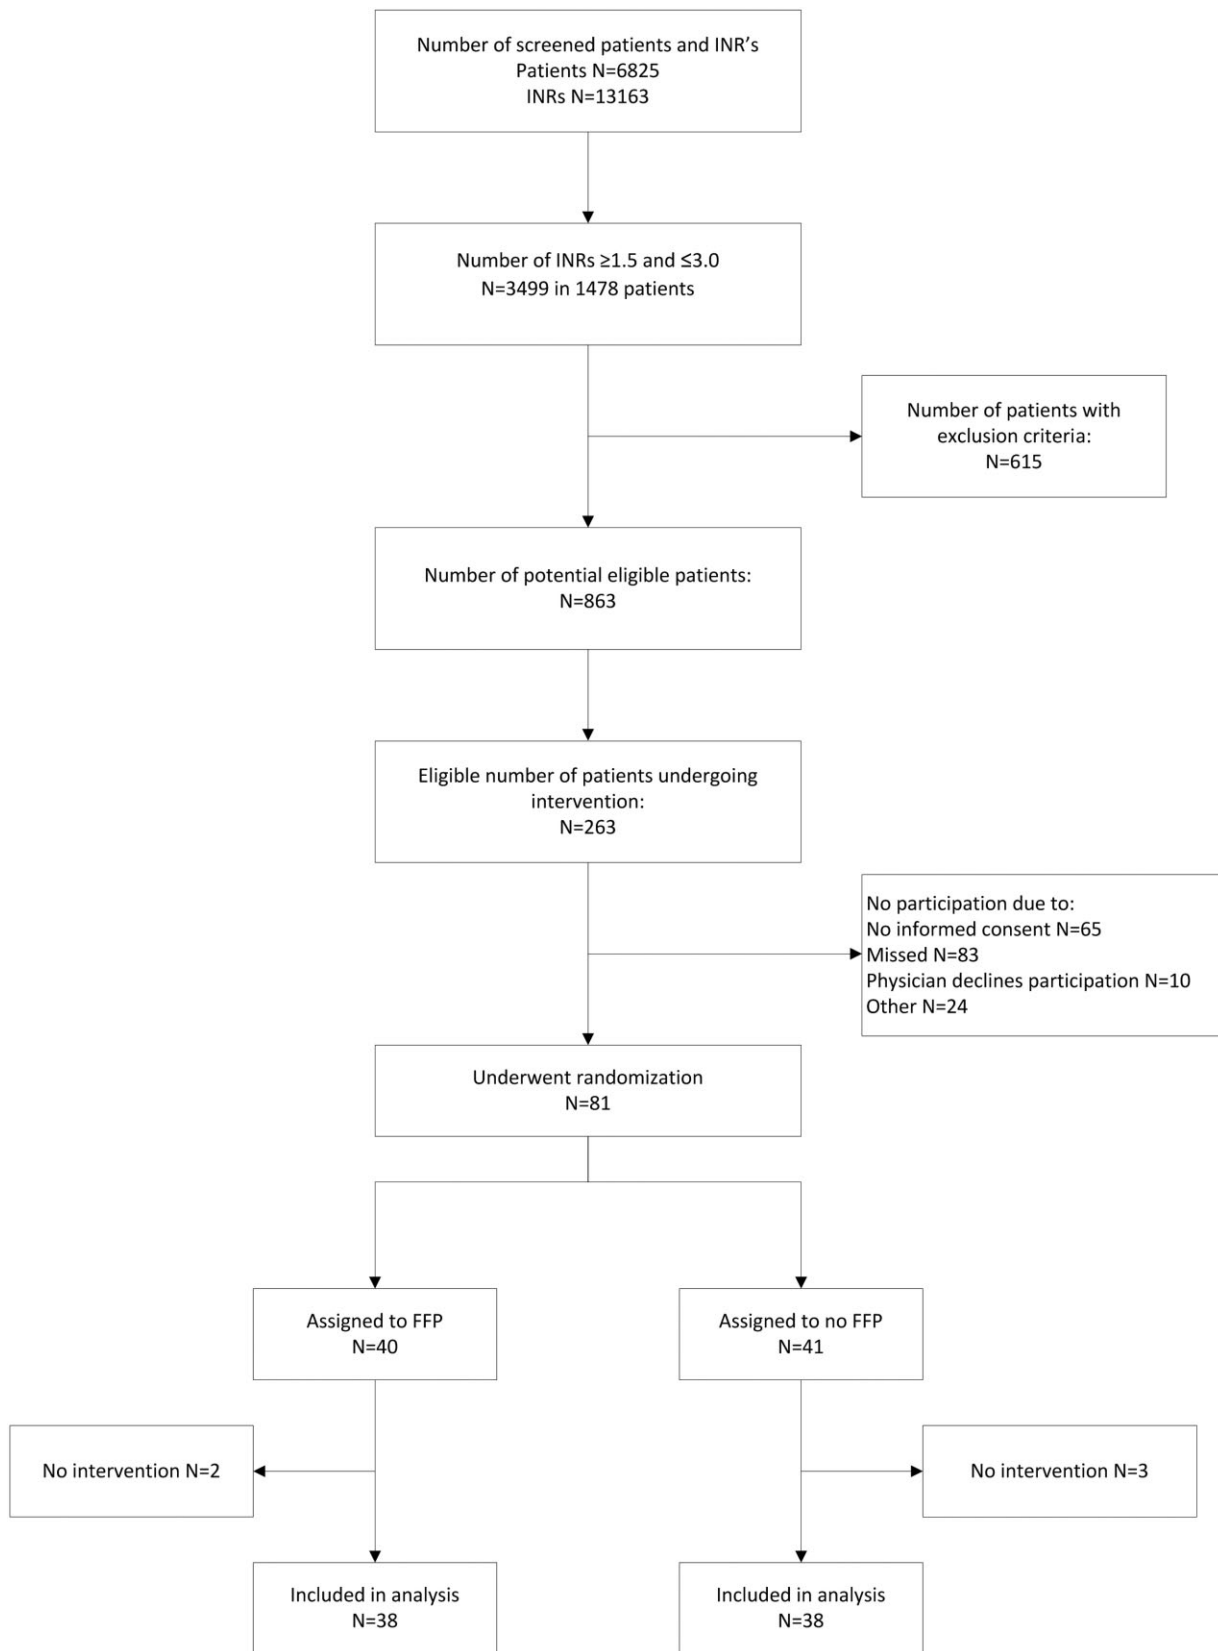 Number of screened patients and INR’s
Patients N=6825
INRs N=13163
Number of INRs ≥1.5 and ≤3.0
N=3499 in 1478 patients
Number of patients with
exclusion criteria:
N=615
Number of potential eligible patients:
N=863
Eligible number of patients undergoing
intervention:
N=263
No participation due to:
No informed consent N=65
Missed N=83
Physician declines participation N=10
Other N=24
Underwent randomization
N=81
Assigned to FFP
N=40
Assigned to no FFP
N=41
No intervention N=2
No intervention N=3
Included in analysis
N=38
Included in analysis
N=38